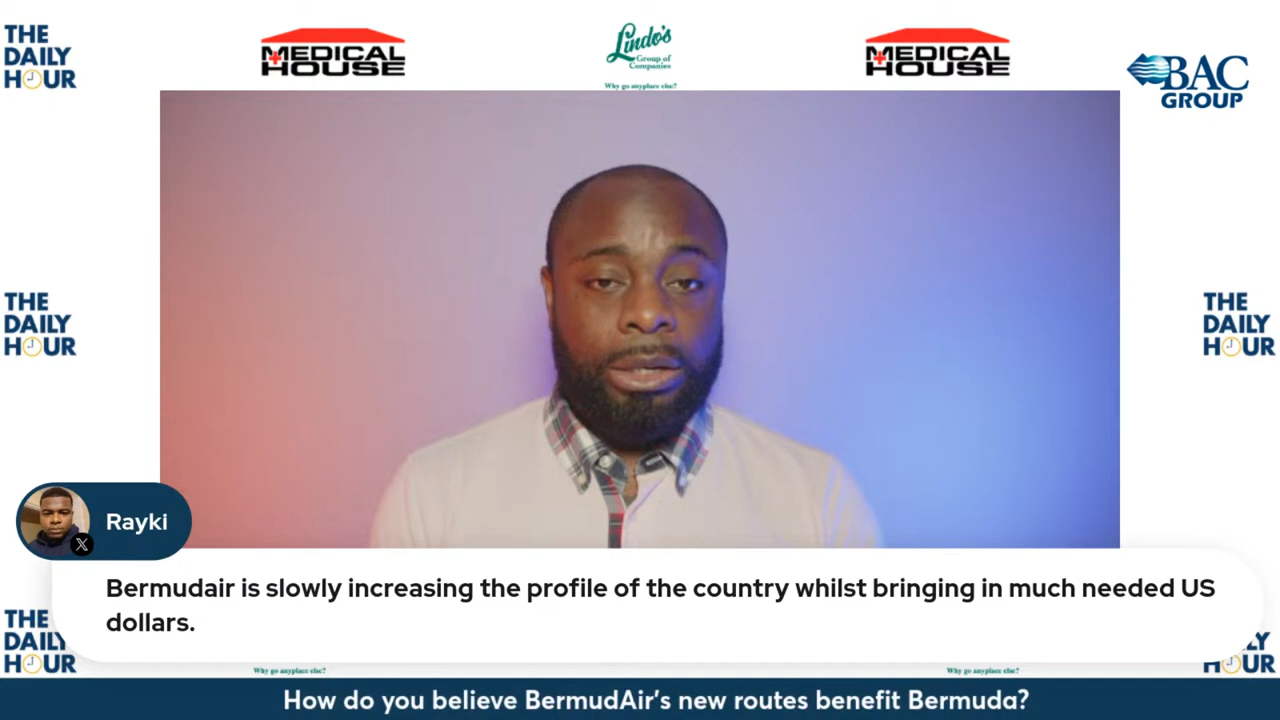 THE
DAILY
HOUR
MEDICAL
HOUSE
Lindo's
Group of
Companies
Why go anyplace else?
MEDICAL
HOUSE
BAC
GROUP
THE
DAILY
HOUR
THE
DAILY
HOUR
Rayki
Bermudair is slowly increasing the profile of the country whilst bringing in much needed US
dollars.
THE
DAILY
HOUR
Why go anyplace else?
Why go anyplace else?
LY
HOUR
How do you believe BermudAir's new routes benefit Bermuda?